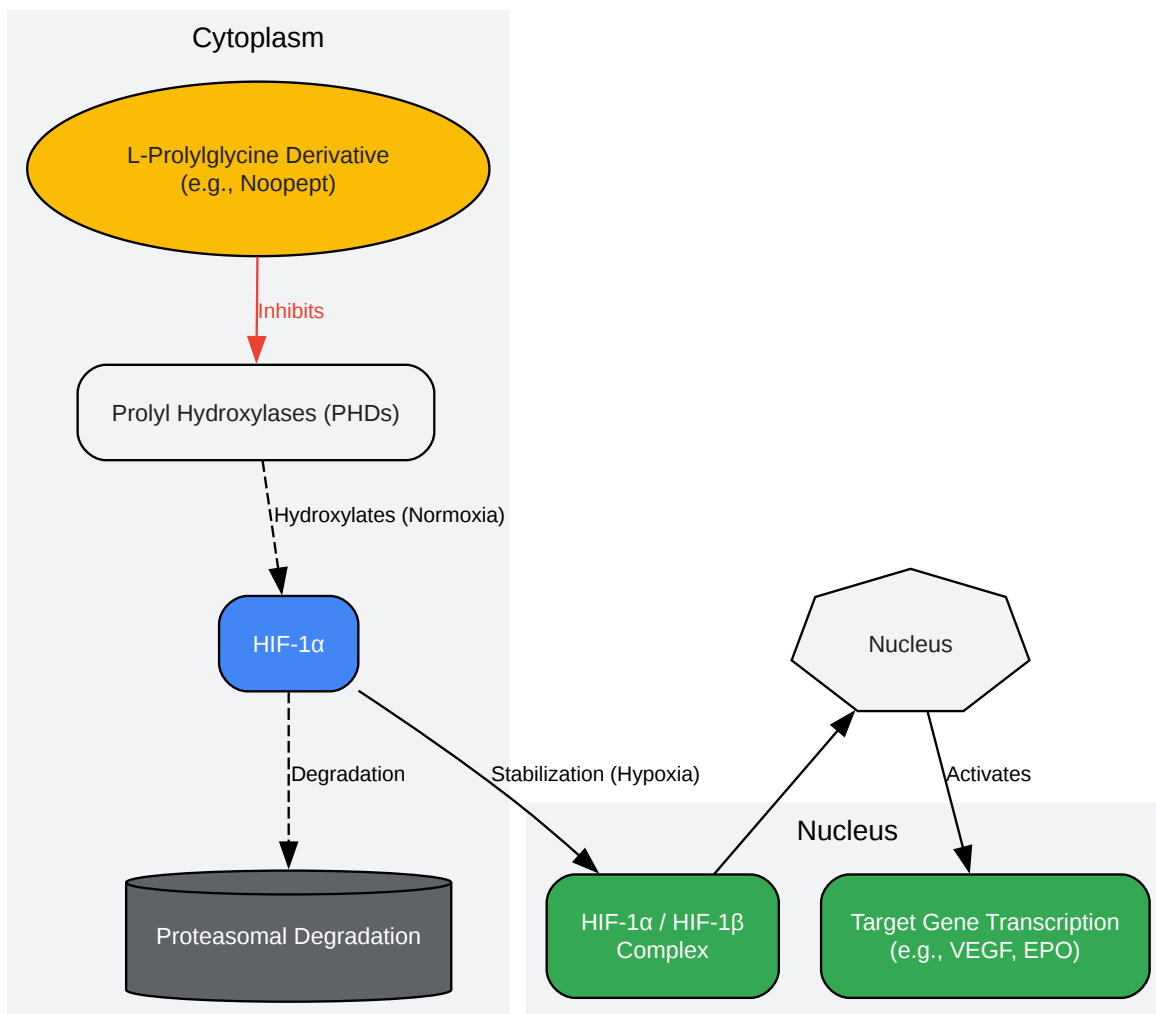 Cytoplasm
L-Prolylglycine Derivative
(e.g., Noopept)
Inhibits
Prolyl Hydroxylases (PHDs)
Hydroxylates (Normoxia)
HIF-1α
Nucleus
Degradation
Stabilization (Hypoxia)
Activates
Nucleus
Proteasomal Degradation
HIF-1α / HIF-1β
Complex
Target Gene Transcription
(e.g., VEGF, EPO)